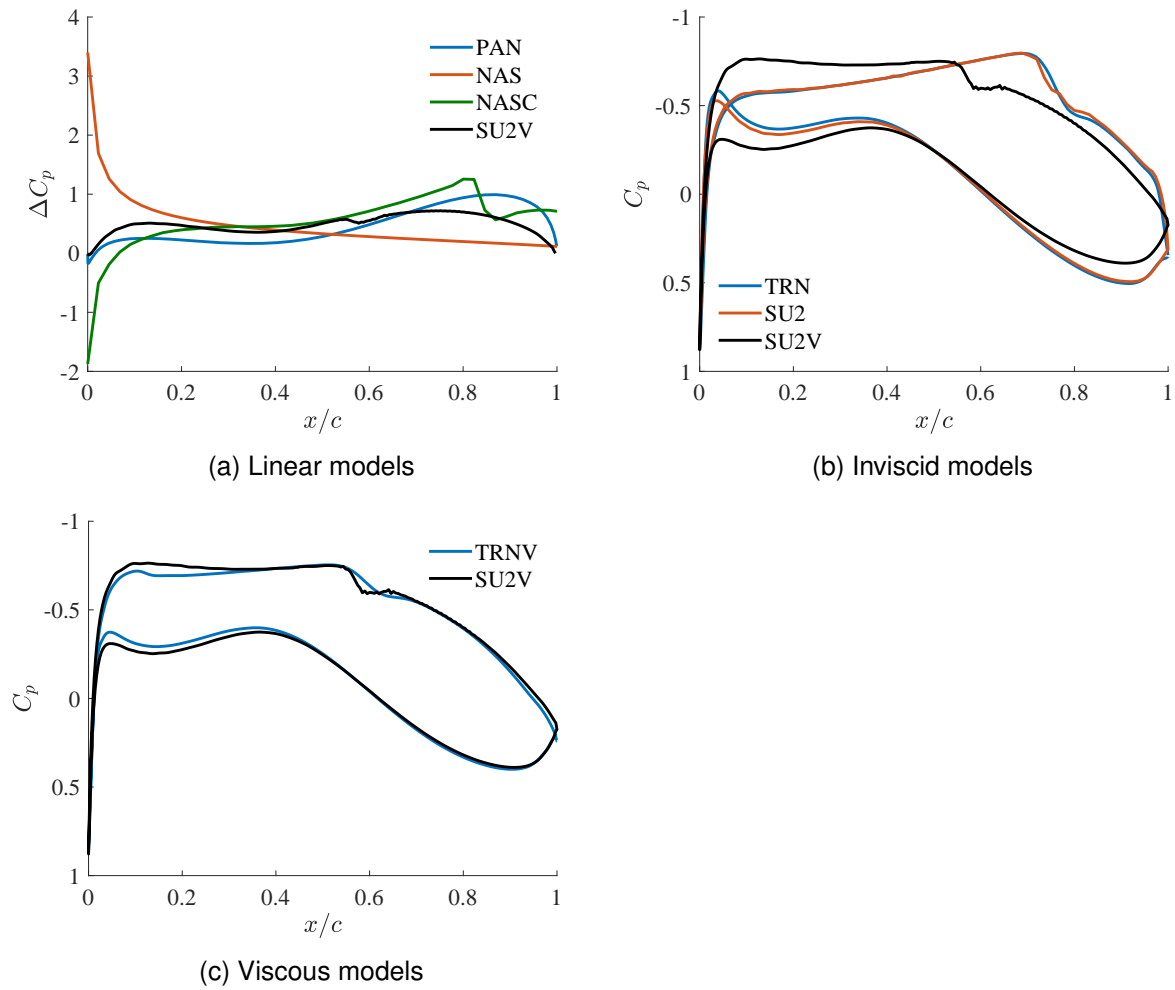 4
3
2
1
0
-1
-2
ΔC_p
PAN
NAS
NASC
SU2V
0
0.2
0.4
0.6
0.8
1
x/c
(a) Linear models
-1
-0.5
0
0.5
1
C_p
TRN
SU2
SU2V
0
0.2
0.4
0.6
0.8
1
x/c
(b) Inviscid models
-1
-0.5
0
0.5
1
C_p
TRNV
SU2V
0
0.2
0.4
0.6
0.8
1
x/c
(c) Viscous models